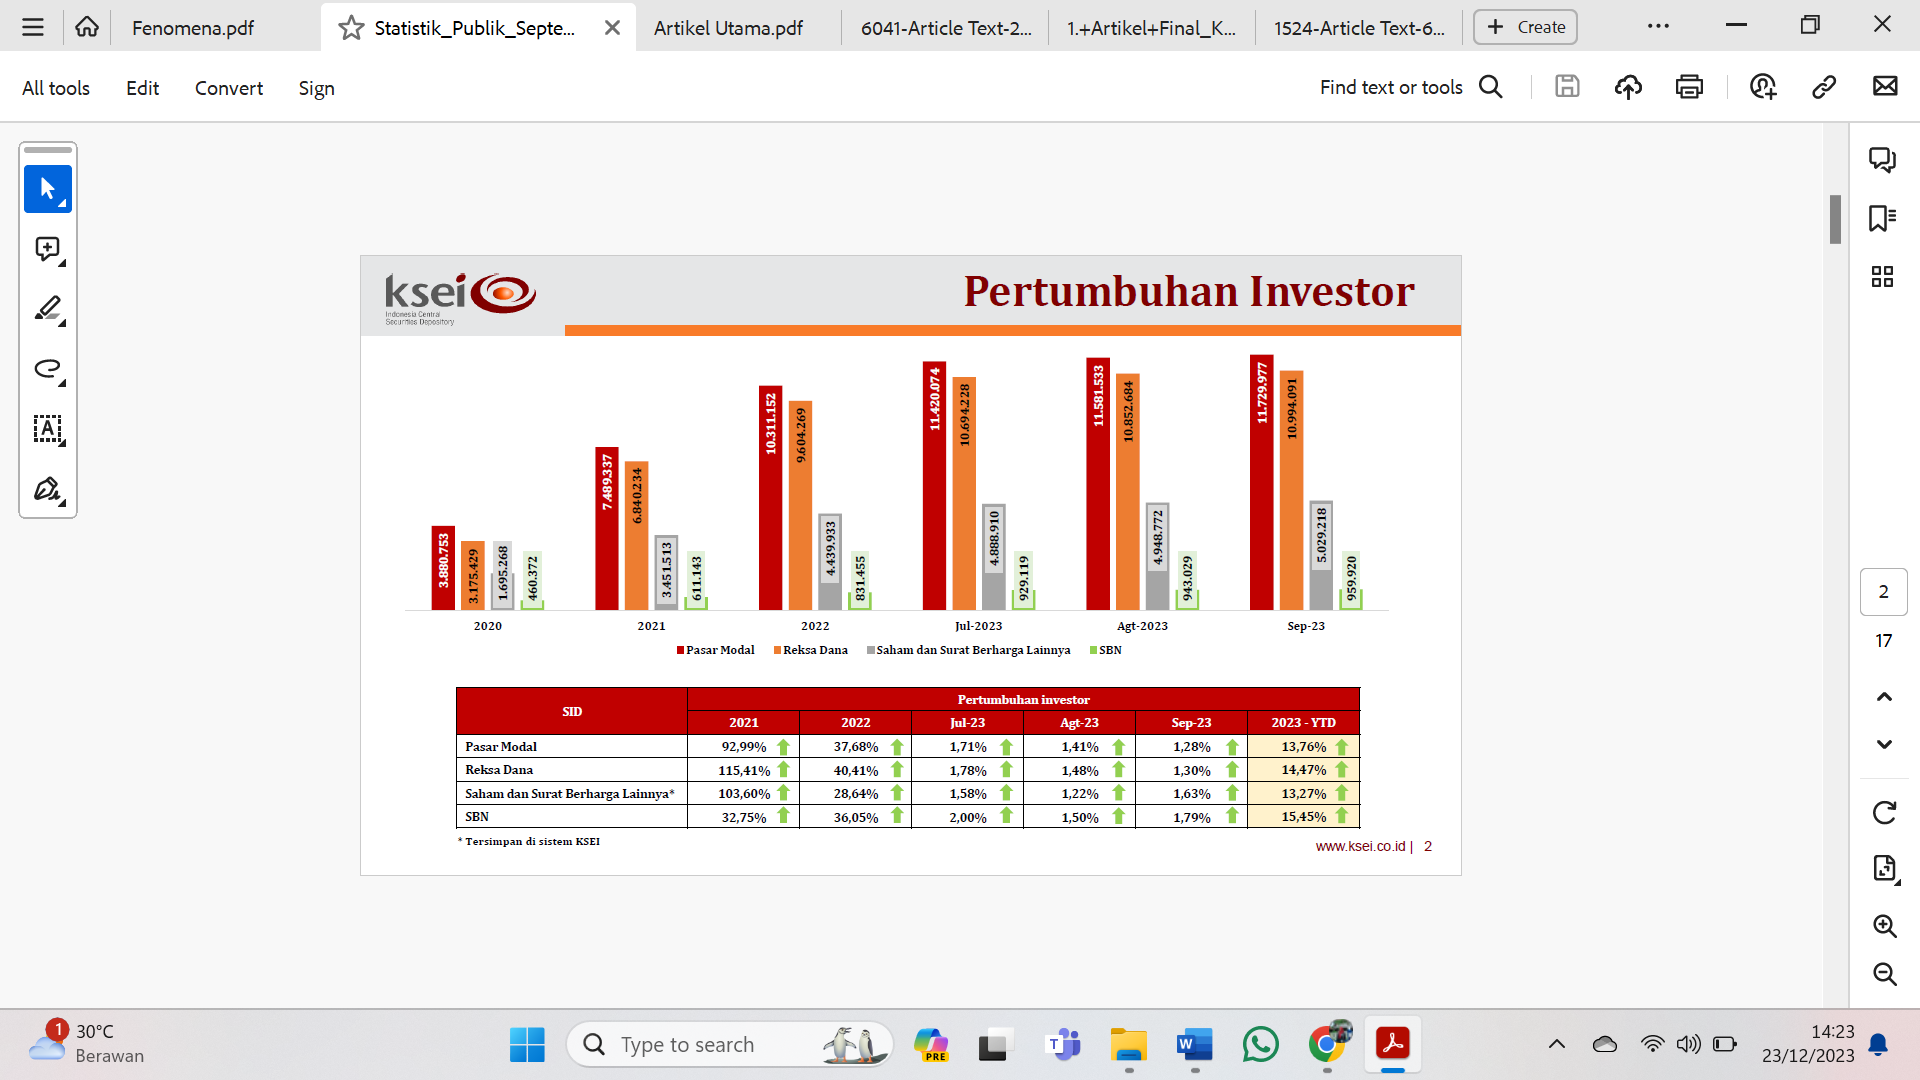 Fenomena.pdf
Statistik_Publik_Septe...
Artikel Utama.pdf
6041-Article Text-2...
1.+Artikel+Final_K...
1524-Article Text-6...
Create
All tools
Edit
Convert
Sign
Find text or tools
ksei
Indonesia Central
Securities Depository
Pertumbuhan Investor
3.880.753
3.175.429
1.695.268
460.372
7.489.337
6.840.234
3.451.513
611.143
10.311.152
9.604.269
4.439.933
831.455
11.420.074
10.694.228
4.888.910
929.119
11.581.533
10.852.684
4.948.772
943.029
11.729.977
10.994.091
5.029.218
959.920
2020 2021 2022 Jul-2023 Agt-2023 Sep-23
Pasar Modal Reksa Dana Saham dan Surat Berharga Lainnya SBN
SID Pertumbuhan investor
2021 2022 Jul-23 Agt-23 Sep-23 2023 - YTD
Pasar Modal 92,99% 37,68% 1,71% 1,41% 1,28% 13,76%
Reksa Dana 115,41% 40,41% 1,78% 1,48% 1,30% 14,47%
Saham dan Surat Berharga Lainnya* 103,60% 28,64% 1,58% 1,22% 1,63% 13,27%
SBN 32,75% 36,05% 2,00% 1,50% 1,79% 15,45%
* Tersimpan di sistem KSEI
www.ksei.co.id | 2
2
17
1
30°C
Berawan
Type to search
PRE
14:23
23/12/2023